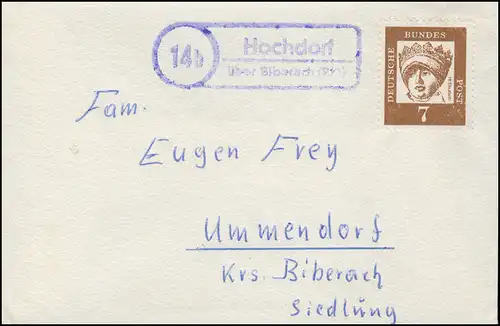 14b
Hochdorf
über Biberach (Riß)
DEUTSCHE BUNDES POST
7
Fam.
Eugen Frey
Ummendorf
Krs. Biberach
Siedlung